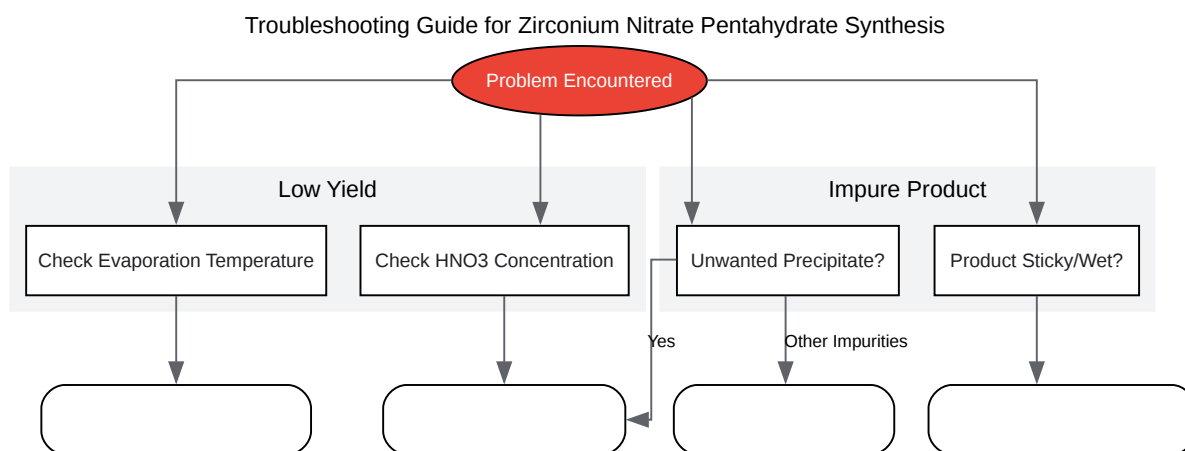 Troubleshooting Guide for Zirconium Nitrate Pentahydrate Synthesis
Problem Encountered
Low Yield
Impure Product
Check Evaporation Temperature
Check HNO3 Concentration
Unwanted Precipitate?
Product Sticky/Wet?
Yes
Other Impurities